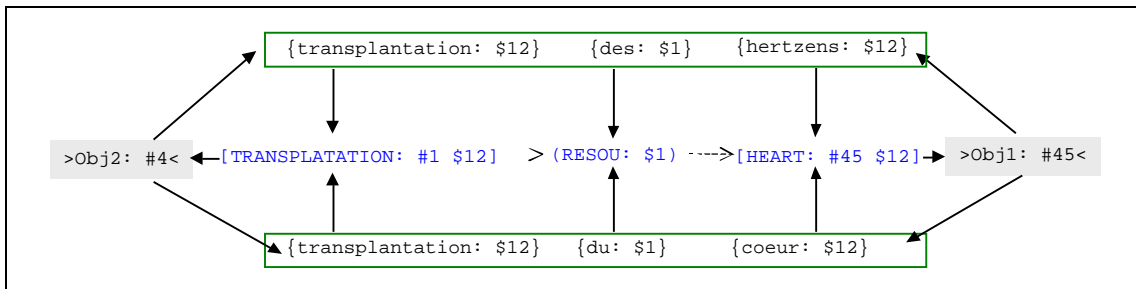 {transplantation: $12} {des: $1} {hertzens: $12}
>Obj2: #4< [TRANSPLATATION: #1 $12] > (RESOU: $1) ----> [HEART: #45 $12] >Obj1: #45<
{transplantation: $12} {du: $1} {coeur: $12}